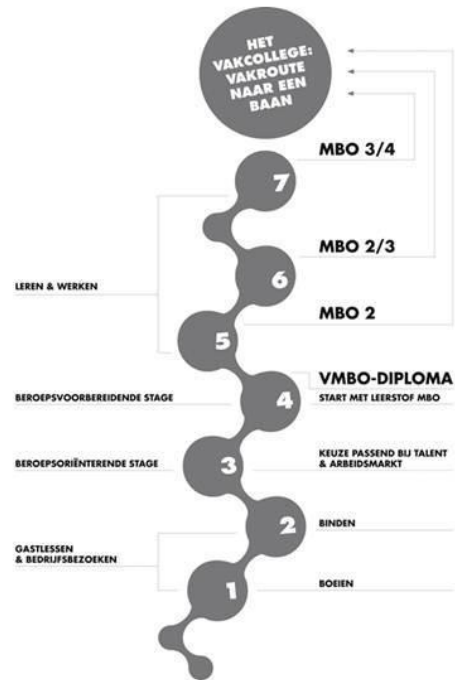 HET
VAKCOLLEGE:
VAKROUTE
NAAR EEN
BAAN
MBO 3/4
7
MBO 2/3
6
LEREN & WERKEN
MBO 2
5
VMBO-DIPLOMA
BEROEPSVOORBEREIDENDE STAGE
4
START MET LEERSTOF MBO
BEROEPSORIËNTERENDE STAGE
3
KEUZE PASSEND BIJ TALENT
& ARBEIDSMARKT
2
BINDEN
GASTLESSEN
& BEDRIJFSBEZOEKEN
1
BOEIEN